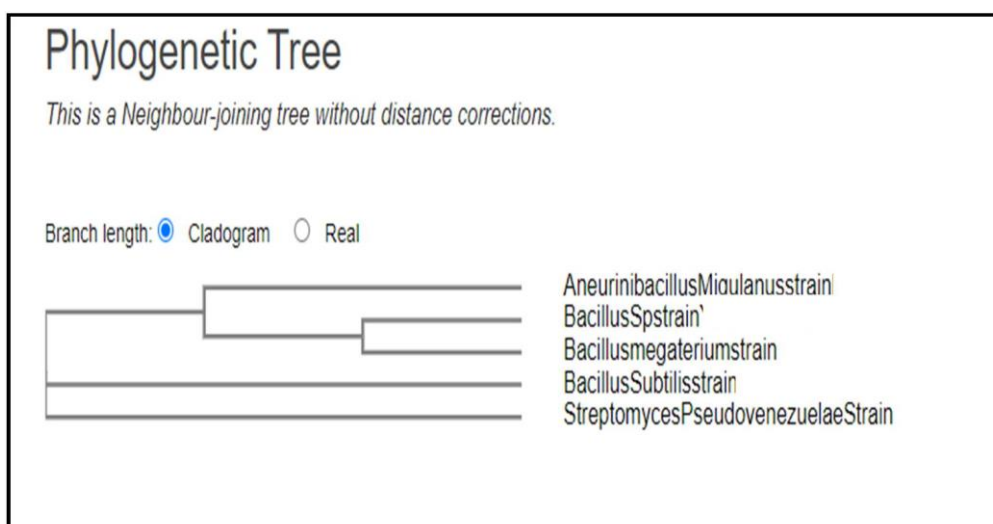 Phylogenetic Tree
This is a Neighbour-joining tree without distance corrections.
Branch length: Cladogram Real
AneurinibacillusMigulanusstrain
BacillusSpstrain
Bacillusmegateriumstrain
BacillusSubtilisstrain
StreptomycesPseudovenezuelaeStrain